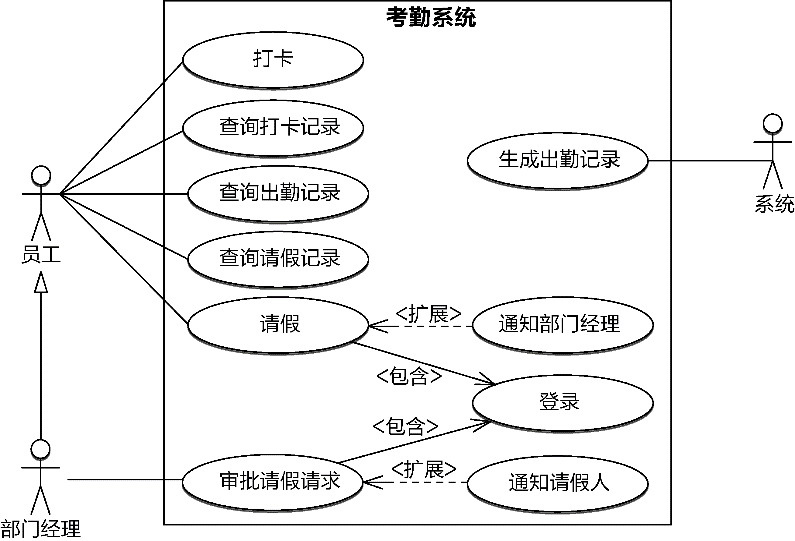 考勤系统
打卡
查询打卡记录
生成出勤记录
系统
查询出勤记录
员工
查询请假记录
请假
<扩展>
通知部门经理
<包含>
登录
<包含>
审批请假请求
<扩展>
通知请假人
部门经理